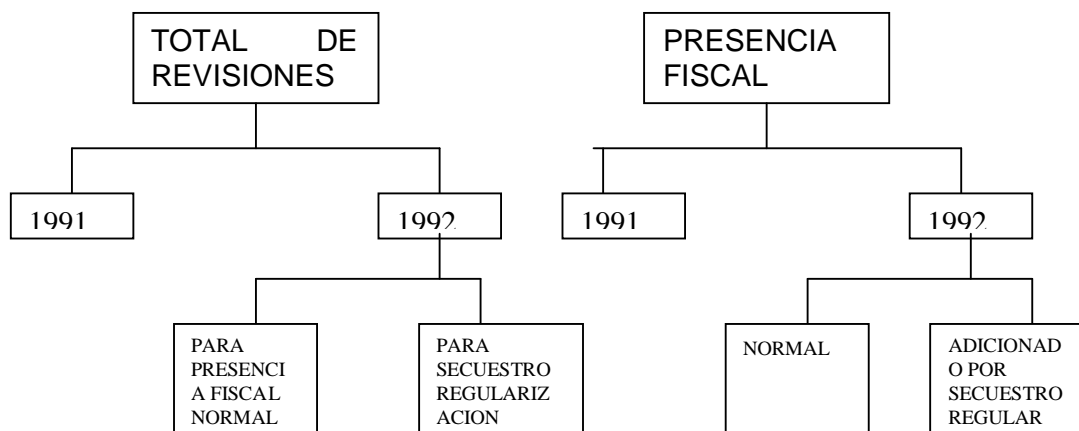 TOTAL DE
REVISIONES
PRESENCIA
FISCAL
1991
1992
1991
1992
PARA
PRESENCI
A FISCAL
NORMAL
PARA
SECUESTRO
REGULARIZ
ACION
NORMAL
ADICIONAD
O POR
SECUESTRO
REGULAR